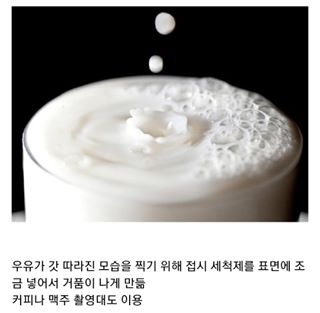 우유가 갓 따라진 모습을 찍기 위해 접시 세척제를 표면에 조
금 넣어서 거품이 나게 만듦
커피나 맥주 촬영대도 이용